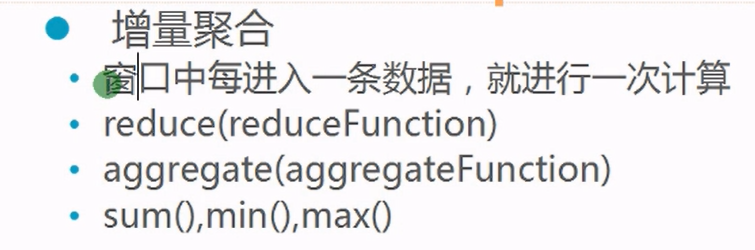 增量聚合
窗口中每进入一条数据，就进行一次计算
reduce(reduceFunction)
aggregate(aggregateFunction)
sum(),min(),max()